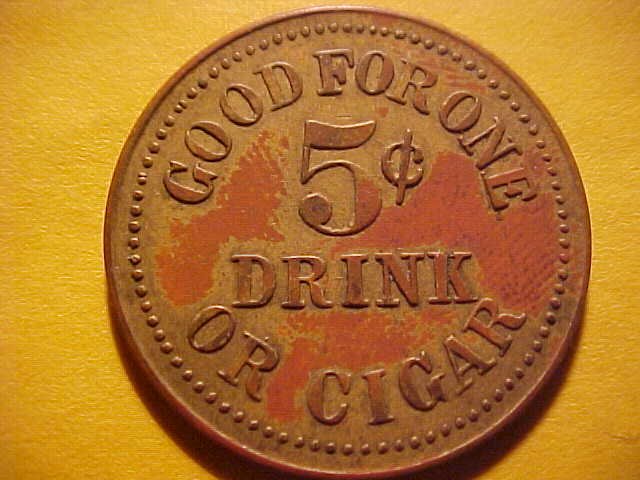 GOOD FOR ONE
5¢
DRINK
OR CIGAR